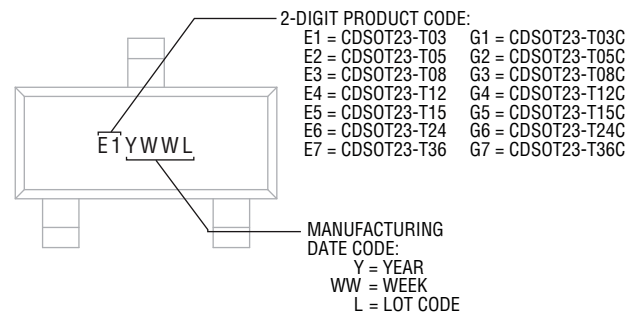 2-DIGIT PRODUCT CODE:
E1 = CDSOT23-T03 G1 = CDSOT23-T03C
E2 = CDSOT23-T05 G2 = CDSOT23-T05C
E3 = CDSOT23-T08 G3 = CDSOT23-T08C
E4 = CDSOT23-T12 G4 = CDSOT23-T12C
E5 = CDSOT23-T15 G5 = CDSOT23-T15C
E6 = CDSOT23-T24 G6 = CDSOT23-T24C
E7 = CDSOT23-T36 G7 = CDSOT23-T36C
E1YWWL
MANUFACTURING
DATE CODE:
Y = YEAR
WW = WEEK
L = LOT CODE